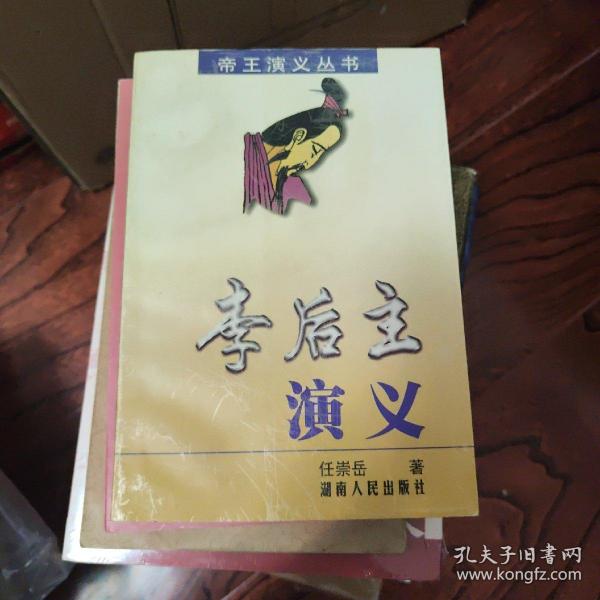 帝王演义丛书
李后主
演义
任崇岳 著
湖南人民出版社
孔夫子旧书网
www.kongfz.com